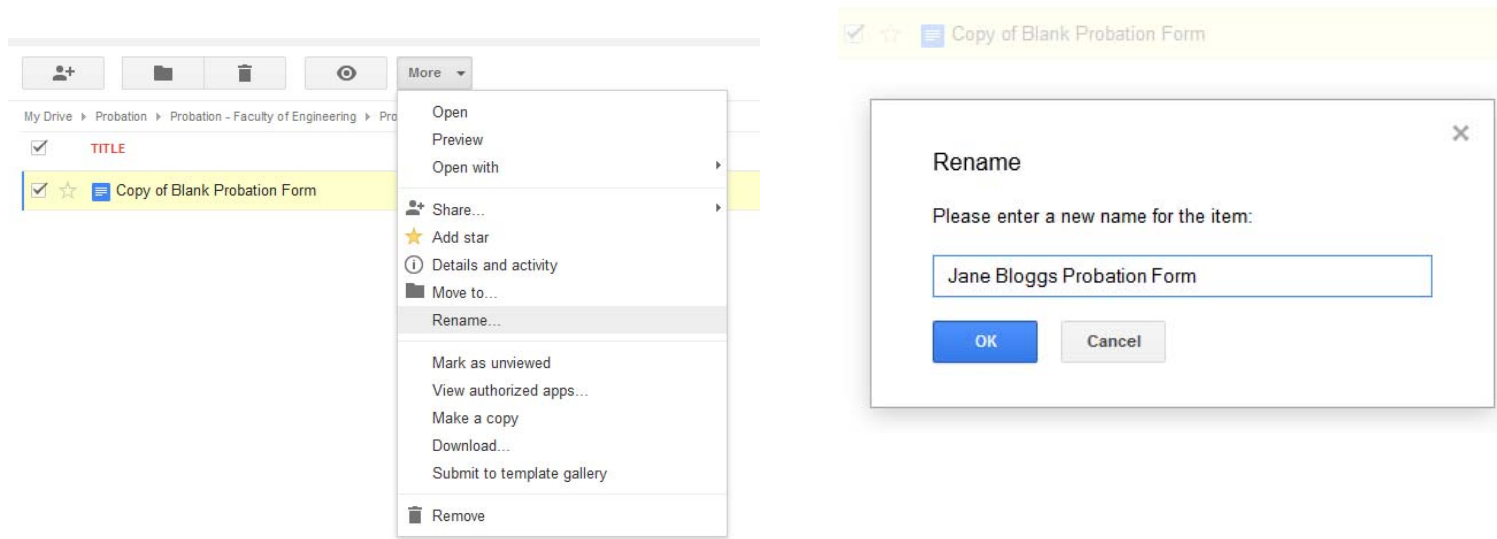 More
My Drive Probation Probation - Faculty of Engineering Pro
TITLE
Copy of Blank Probation Form
Open
Preview
Open with
Share...
Add star
Details and activity
Move to...
Rename...
Mark as unviewed
View authorized apps...
Make a copy
Download...
Submit to template gallery
Remove
Copy of Blank Probation Form
Rename
Please enter a new name for the item:
Jane Bloggs Probation Form
OK Cancel